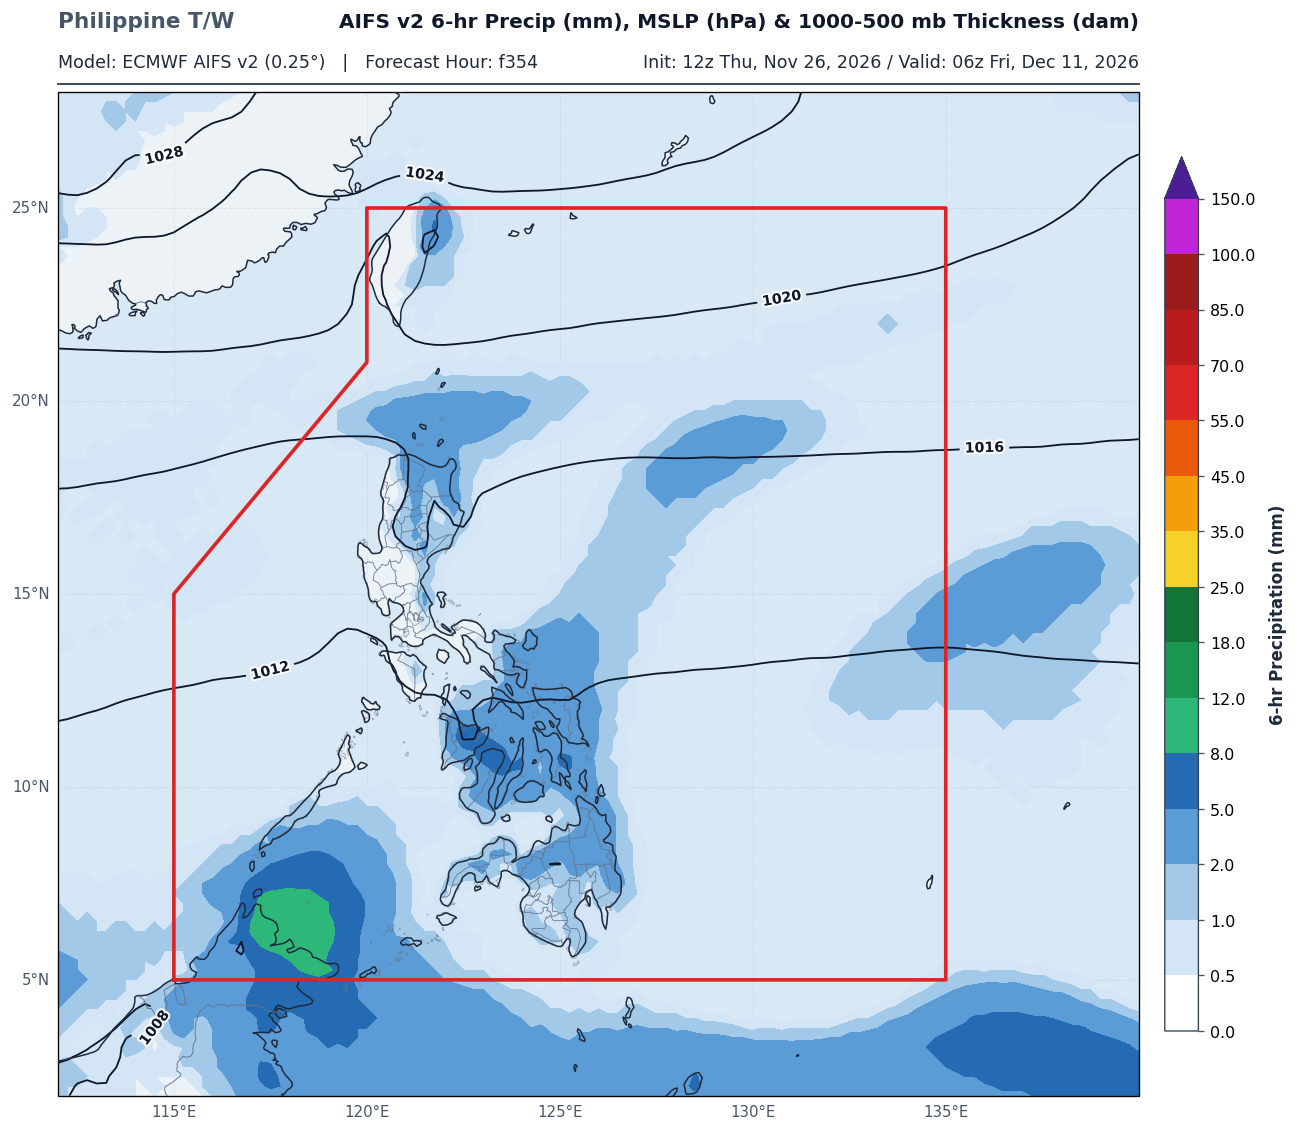 Philippine T/W
AIFS v2 6-hr Precip (mm), MSLP (hPa) & 1000-500 mb Thickness (dam)
Model: ECMWF AIFS v2 (0.25°) | Forecast Hour: f354
Init: 12z Thu, Nov 26, 2026 / Valid: 06z Fri, Dec 11, 2026
1028
1024
1020
1016
1012
1008
25°N
20°N
15°N
10°N
5°N
115°E
120°E
125°E
130°E
135°E
150.0
100.0
85.0
70.0
55.0
45.0
35.0
25.0
18.0
12.0
8.0
5.0
2.0
1.0
0.5
0.0
6-hr Precipitation (mm)